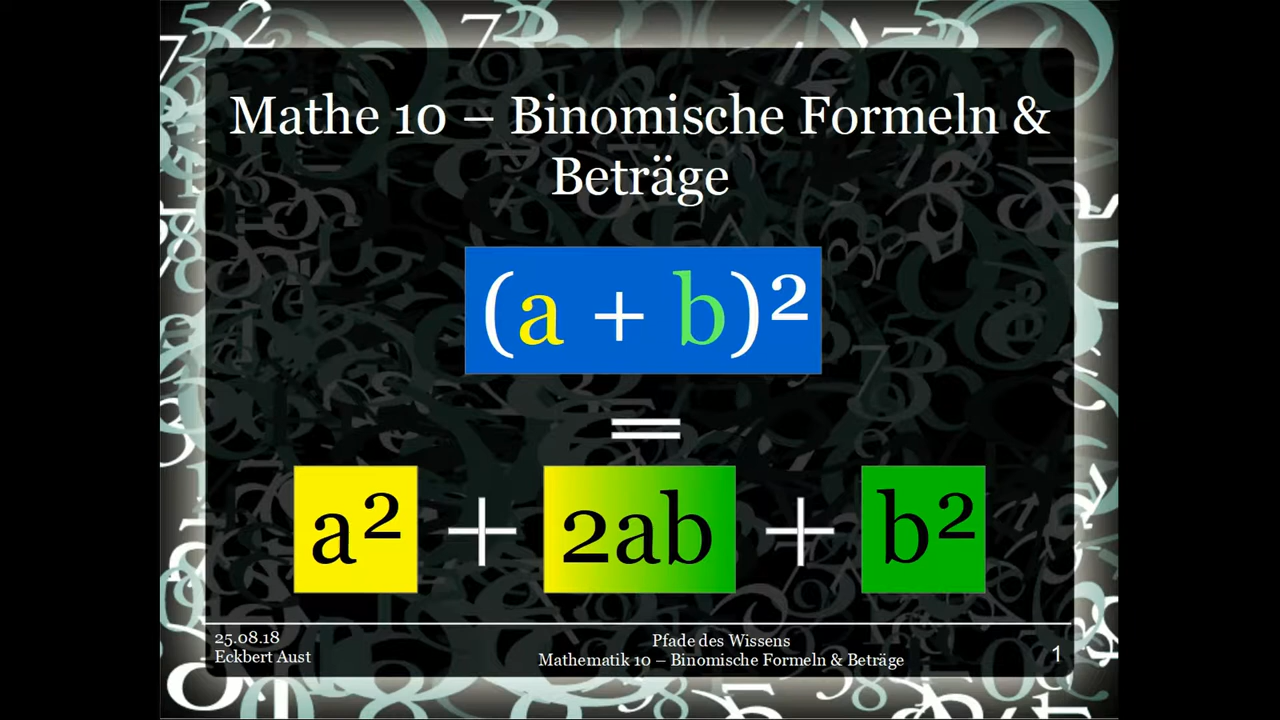 Mathe 10 – Binomische Formeln &
Beträge
(a + b)²
=
a² + 2ab + b²
25.08.18
Eckbert Aust
Pfade des Wissens
Mathematik 10 – Binomische Formeln & Beträge
1